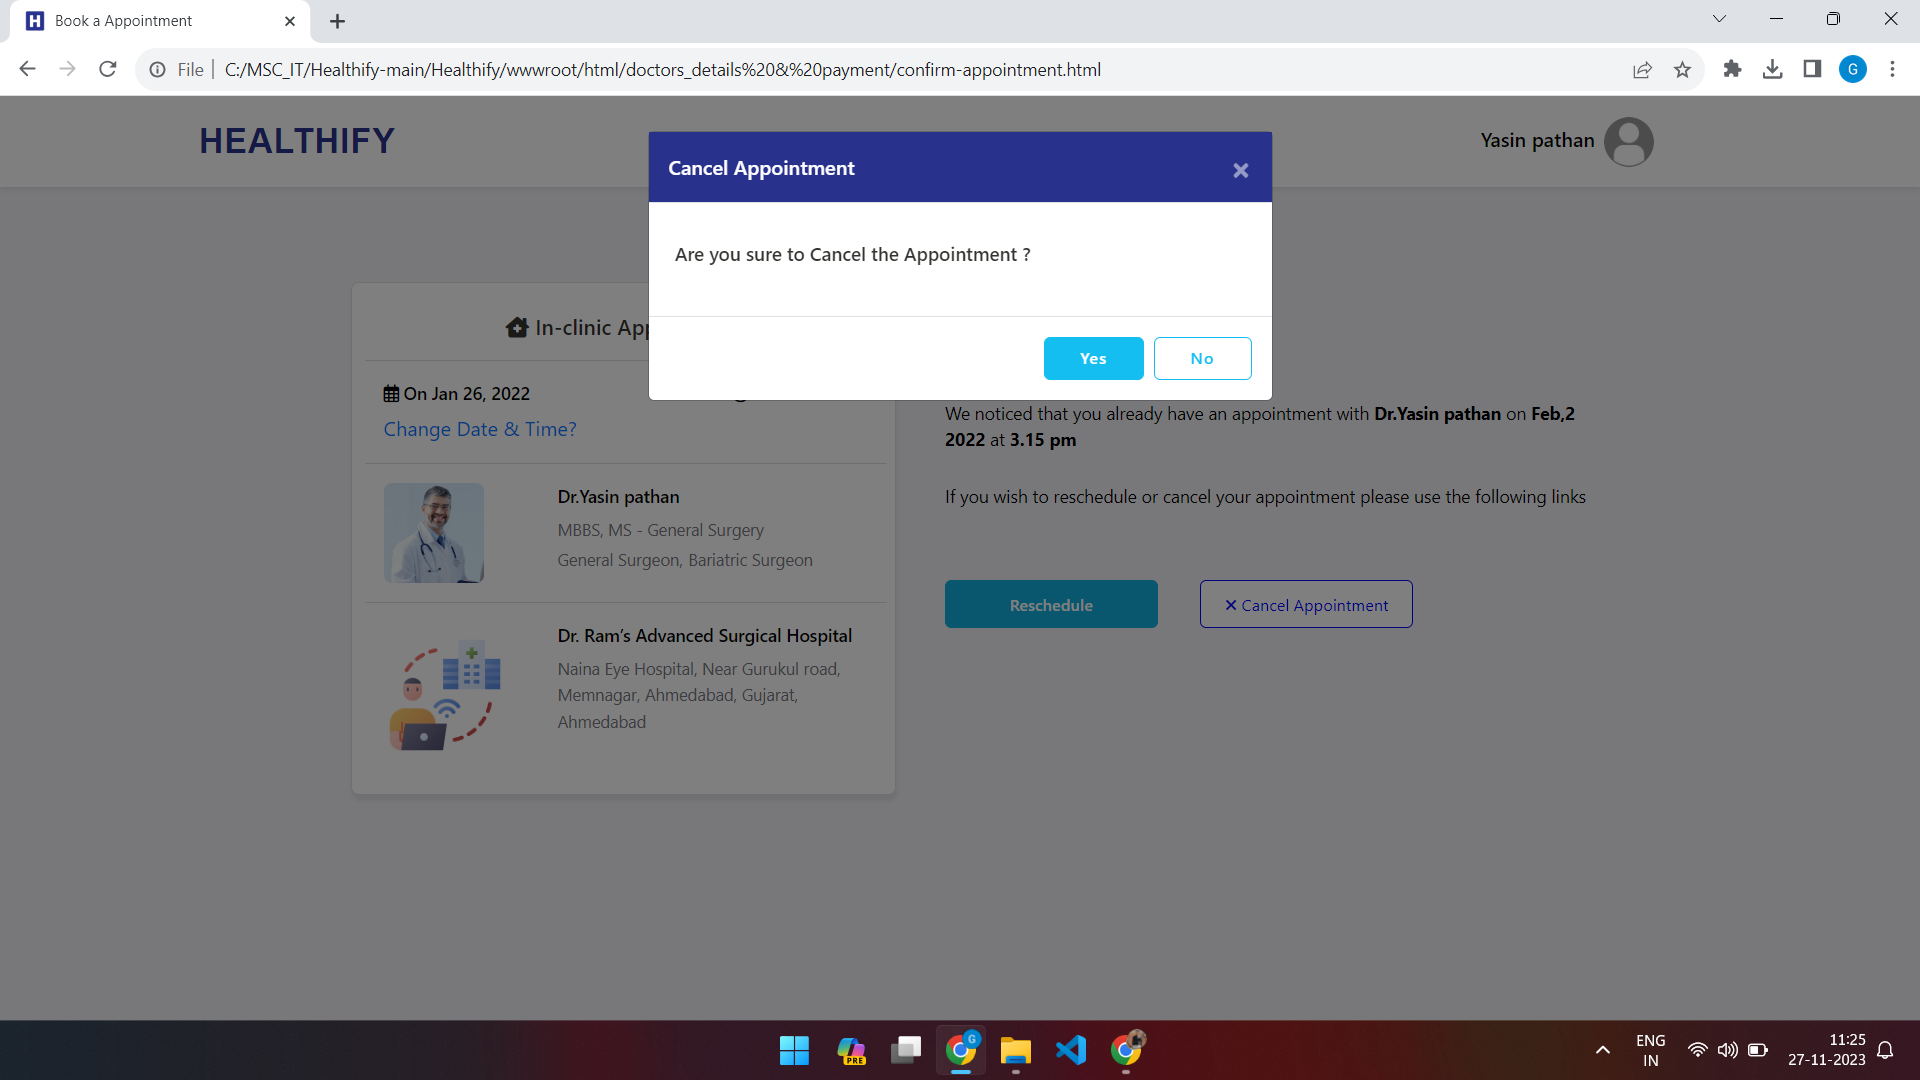 Book a Appointment
File
C:/MSC_IT/Healthify-main/Healthify/wwwroot/html/doctors_details%20&%20payment/confirm-appointment.html
G
HEALTHIFY
Yasin pathan
Cancel Appointment
Are you sure to Cancel the Appointment ?
Yes
No
In-clinic App
On Jan 26, 2022
Change Date & Time?
Dr.Yasin pathan
MBBS, MS - General Surgery
General Surgeon, Bariatric Surgeon
Dr. Ram’s Advanced Surgical Hospital
Naina Eye Hospital, Near Gurukul road,
Memnagar, Ahmedabad, Gujarat,
Ahmedabad
We noticed that you already have an appointment with Dr.Yasin pathan on Feb,2
2022 at 3.15 pm
If you wish to reschedule or cancel your appointment please use the following links
Reschedule
Cancel Appointment
PRE
G
ENG
IN
11:25
27-11-2023